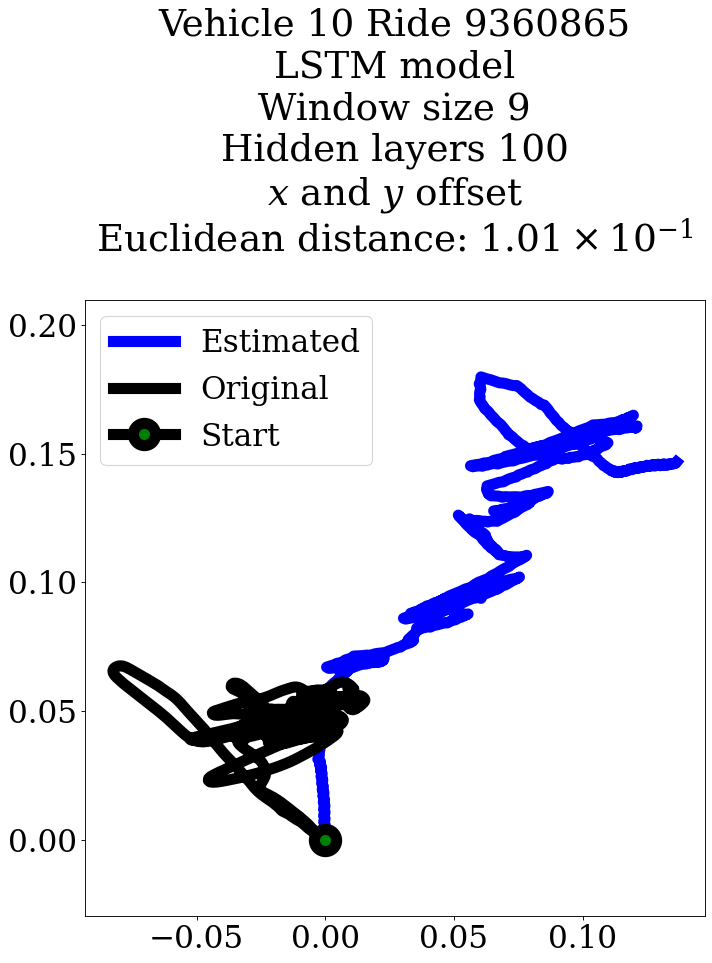 Vehicle 10 Ride 9360865
LSTM model
Window size 9
Hidden layers 100
x and y offset
Euclidean distance: 1.01 × 10⁻¹
Estimated
Original
Start
0.20
0.15
0.10
0.05
0.00
−0.05 0.00 0.05 0.10